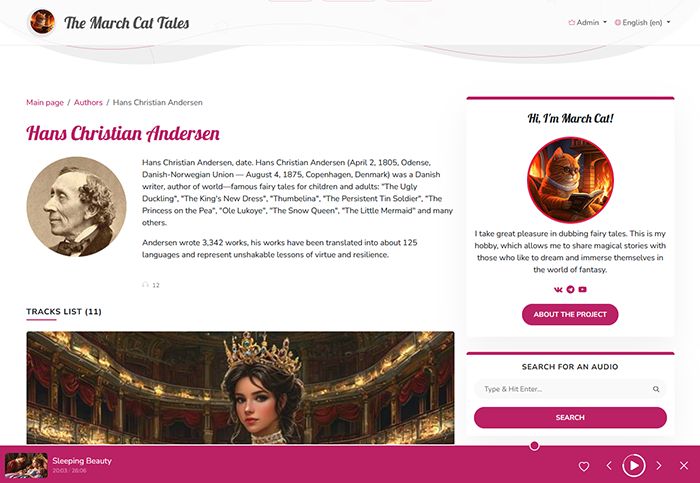 The March Cat Tales
Admin
English (en)
Main page / Authors / Hans Christian Andersen
Hans Christian Andersen
Hans Christian Andersen, date. Hans Christian Andersen (April 2, 1805, Odense,
Danish-Norwegian Union — August 4, 1875, Copenhagen, Denmark) was a Danish
writer, author of world—famous fairy tales for children and adults: "The Ugly
Duckling", "The King's New Dress", "Thumbelina", "The Persistent Tin Soldier", "The
Princess on the Pea", "Ole Lukoye", "The Snow Queen", "The Little Mermaid" and many
others.
Andersen wrote 3,342 works, his works have been translated into about 125
languages and represent unshakable lessons of virtue and resilience.
12
TRACKS LIST (11)
Hi, I'm March Cat!
I take great pleasure in dubbing fairy tales. This is my
hobby, which allows me to share magical stories with
those who like to dream and immerse themselves in
the world of fantasy.
ABOUT THE PROJECT
SEARCH FOR AN AUDIO
Type & Hit Enter...
SEARCH
Sleeping Beauty
20:03 / 26:06